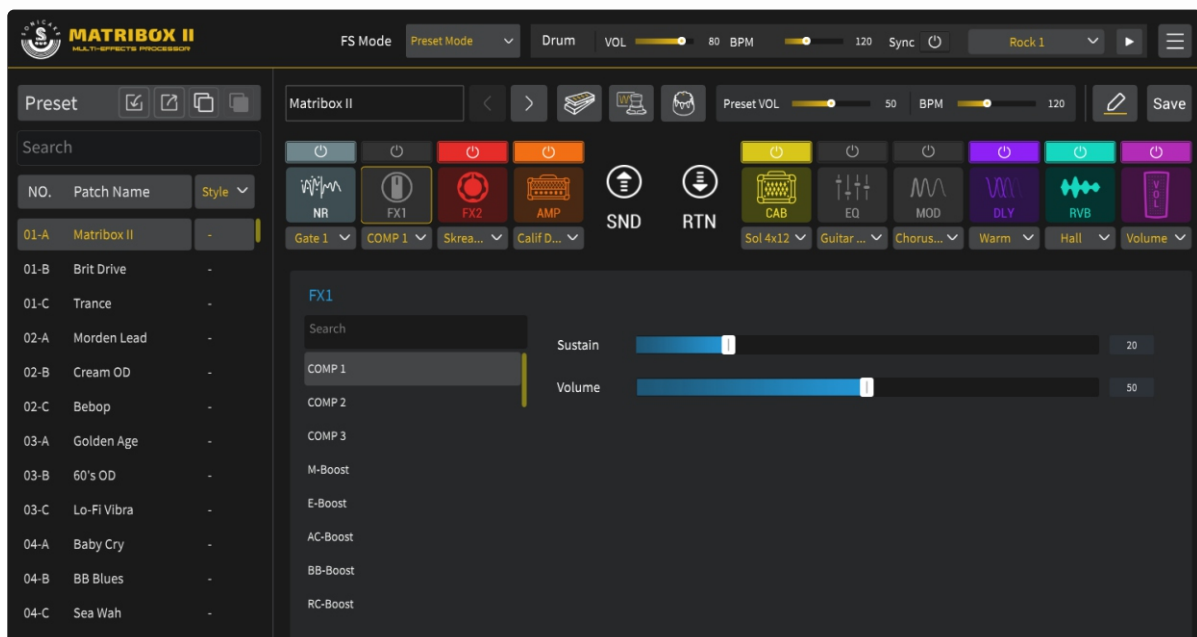 SONICAKE
MATRIBOX II
MULTI-EFFECTS PROCESSOR
FS Mode Preset Mode Drum VOL 80 BPM 120 Sync Rock 1
Preset
Matribox II Preset VOL 50 BPM 120 Save
Search
NO. Patch Name Style
NR FX1 FX2 AMP SND RTN CAB EQ MOD DLY RVB VOL
Gate 1 COMP 1 Skrea... Calif D... Sol 4x12 Guitar ... Chorus... Warm Hall Volume
01-A Matribox II -
01-B Brit Drive -
01-C Trance -
02-A Morden Lead -
02-B Cream OD -
02-C Bebop -
03-A Golden Age -
03-B 60's OD -
03-C Lo-Fi Vibra -
04-A Baby Cry -
04-B BB Blues -
04-C Sea Wah -
FX1
Search
COMP 1
COMP 2
COMP 3
M-Boost
E-Boost
AC-Boost
BB-Boost
RC-Boost
Sustain 20
Volume 50